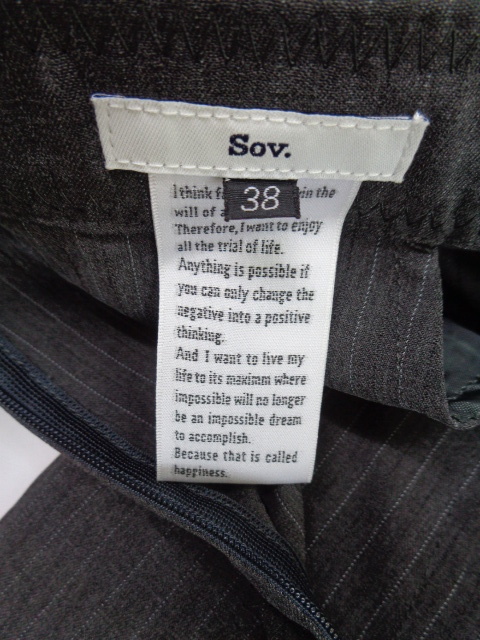 Sov.
38
I think in the
will of a
Therefore, I want to enjoy
all the trial of life.
Anything is possible if
you can only change the
negative into a positive
thinking.
And I want to live my
life to its maximm where
impossible will no longer
be an impossible dream
to accomplish.
Because that is called
happiness.